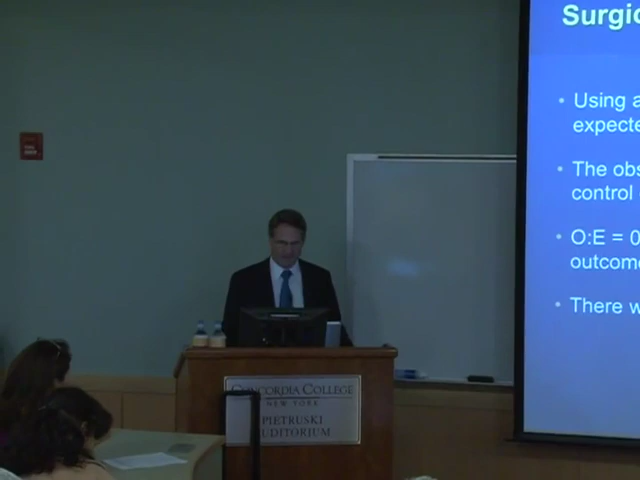 Surgic
• Using a
expecte
• The obs
control
• O:E = 0
outcome
• There w
CONCORDIA COLLEGE
NEW YORK
PIETRUSKI
AUDITORIUM